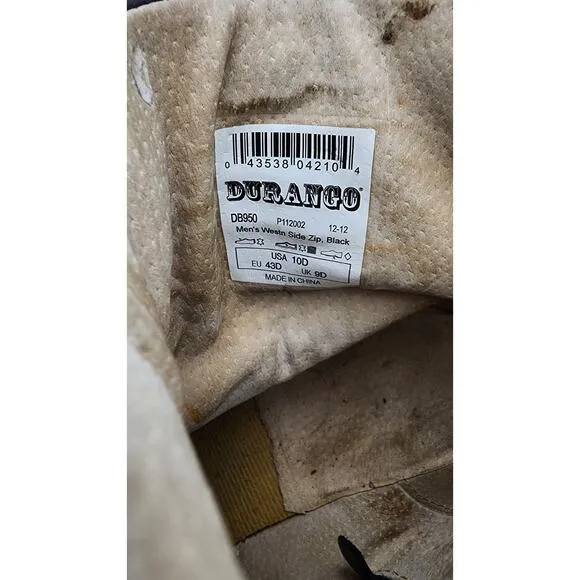 0 43538 04210 4
DURANGO
DB950 P112002 12-12
Men's Westn Side Zip, Black
USA 10D
EU 43D UK 9D
MADE IN CHINA